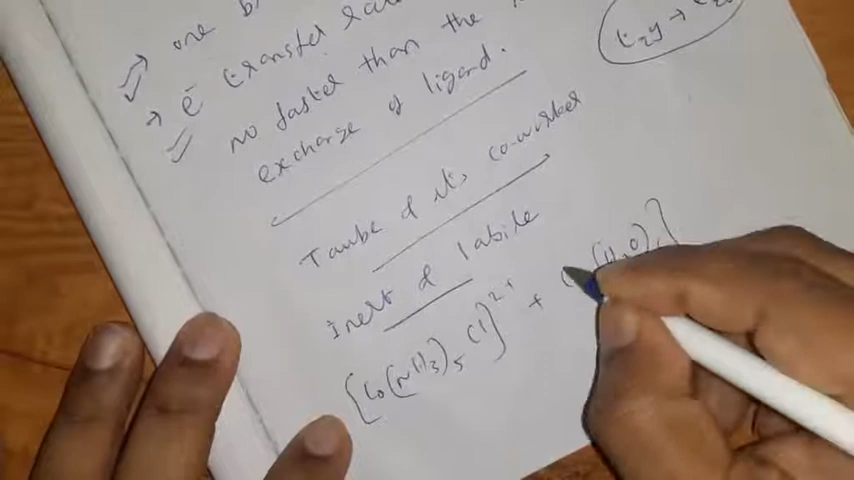 → one b
→ ē transfer
no faster than the
exchange of ligand.
t₂g →
Taube & its co-worker
Inert & labile
[Co(NH3)5Cl]2+ + (H2O)